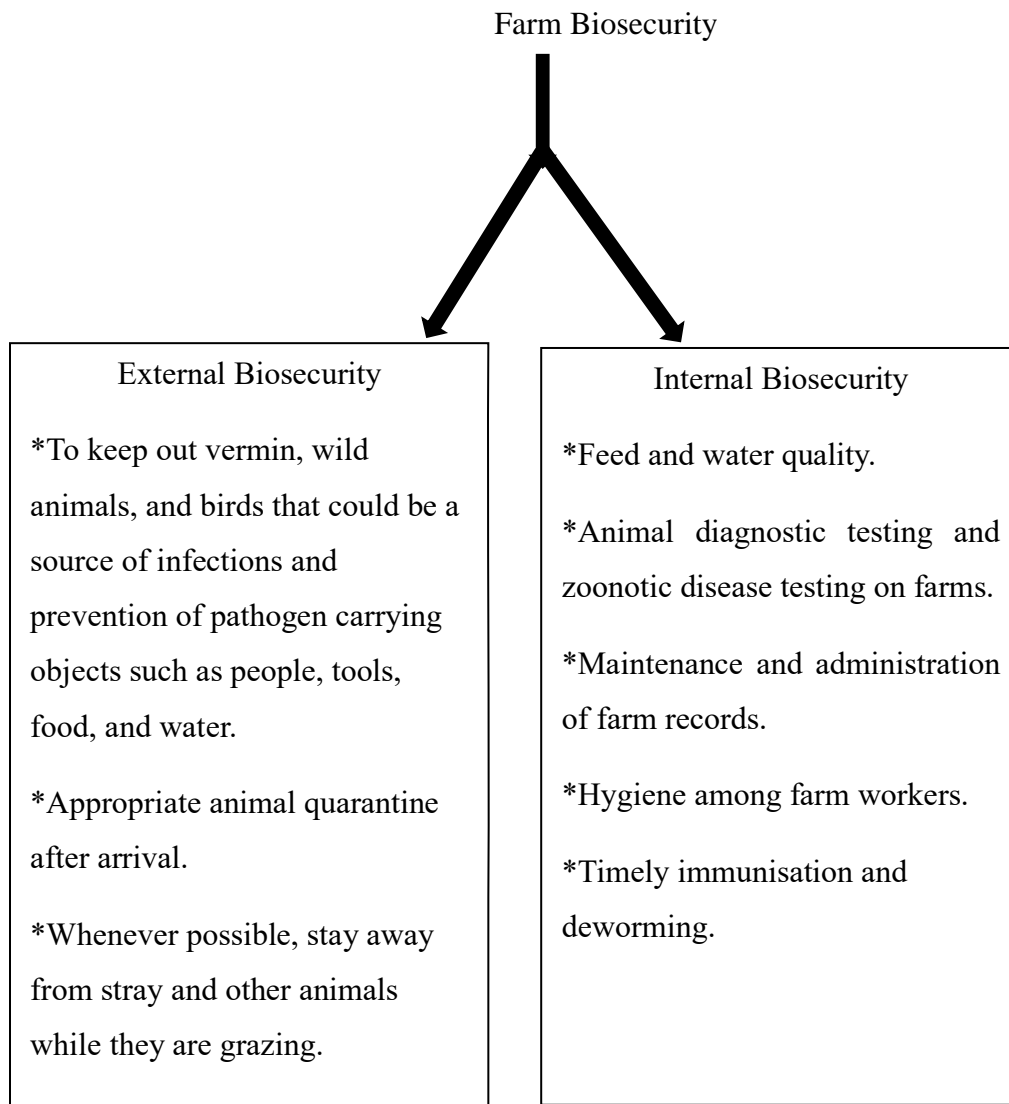 Farm Biosecurity
External Biosecurity
*To keep out vermin, wild
animals, and birds that could be a
source of infections and
prevention of pathogen carrying
objects such as people, tools,
food, and water.
*Appropriate animal quarantine
after arrival.
*Whenever possible, stay away
from stray and other animals
while they are grazing.
Internal Biosecurity
*Feed and water quality.
*Animal diagnostic testing and
zoonotic disease testing on farms.
*Maintenance and administration
of farm records.
*Hygiene among farm workers.
*Timely immunisation and
deworming.